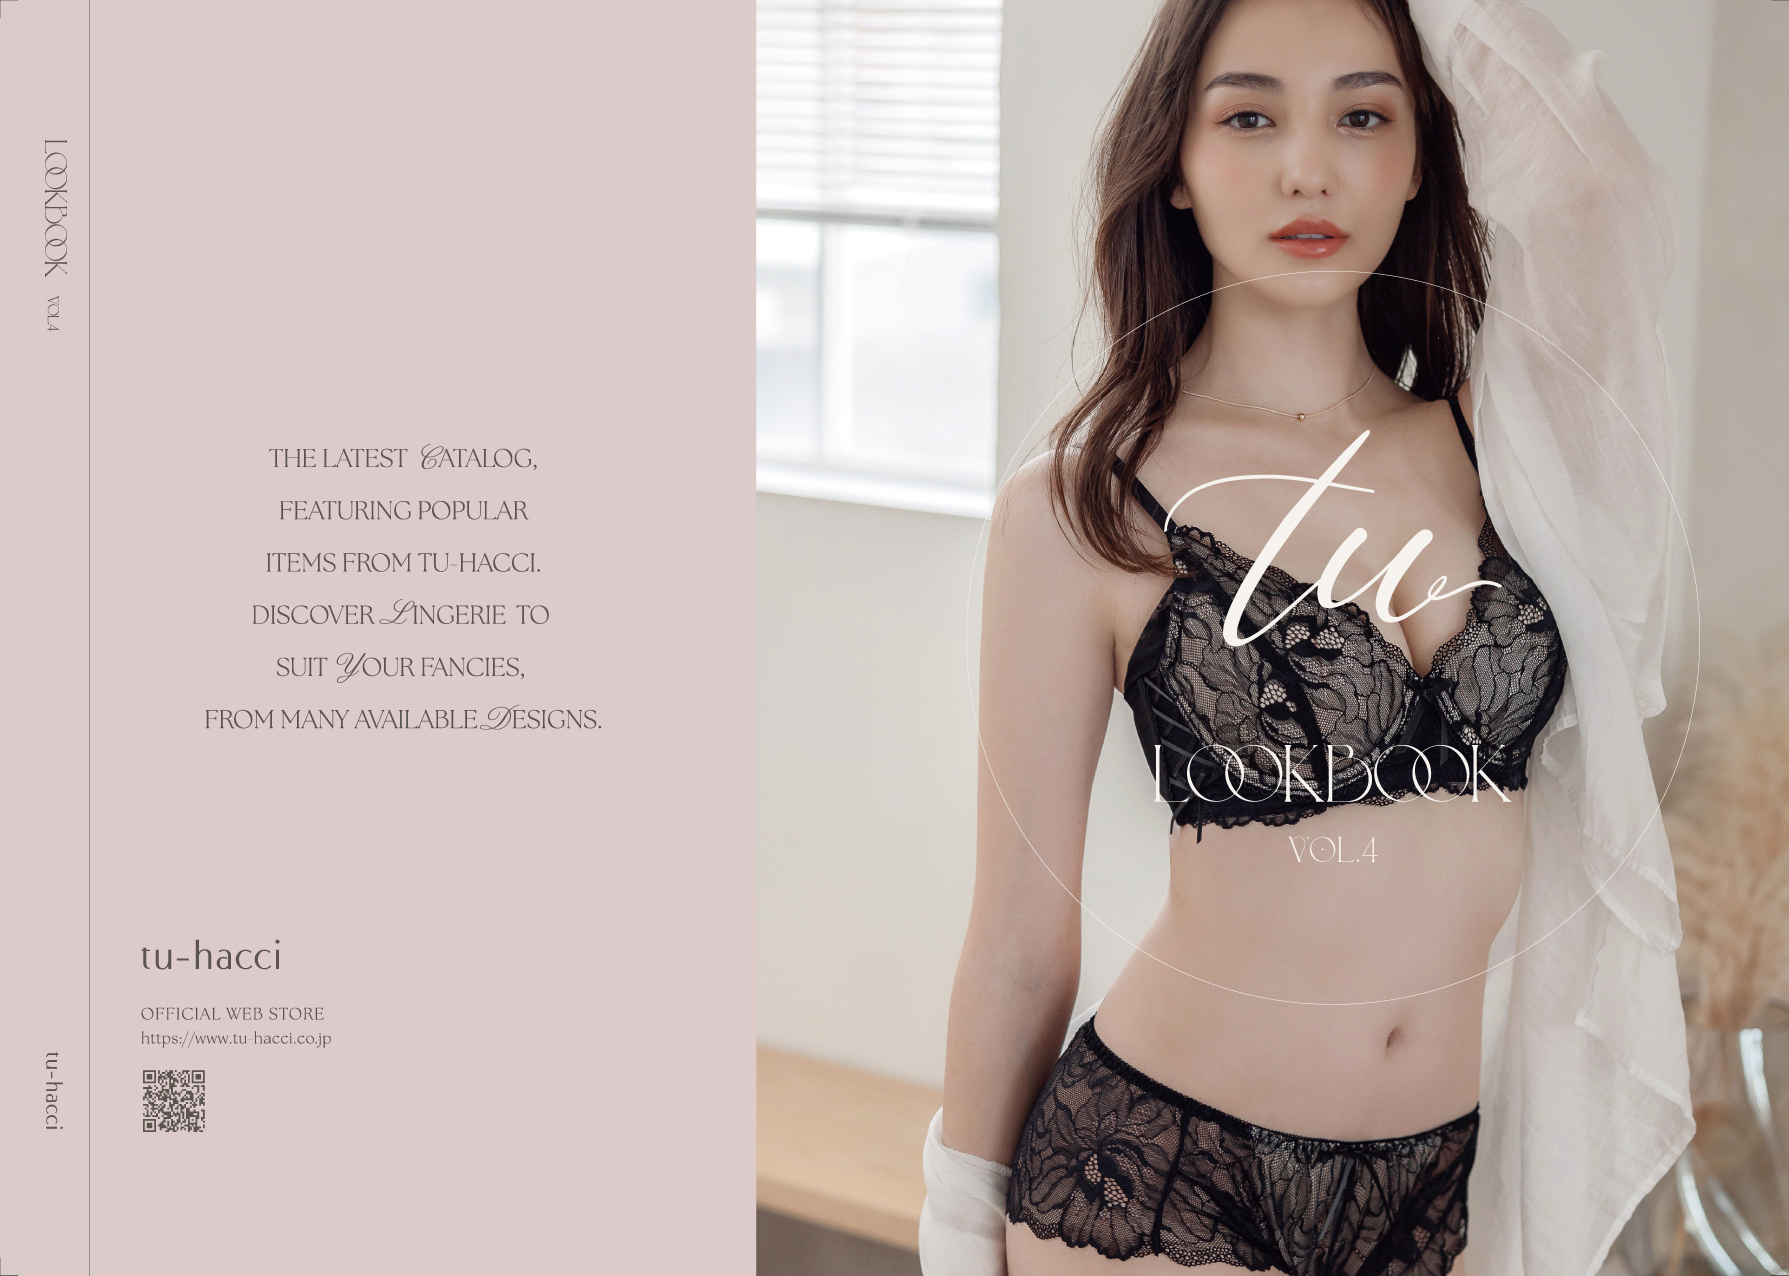 LOOKBOOK VOL.4
tu-hacci
THE LATEST CATALOG,
FEATURING POPULAR
ITEMS FROM TU-HACCI.
DISCOVER LINGERIE TO
SUIT YOUR FANCIES,
FROM MANY AVAILABLE DESIGNS.
tu-hacci
OFFICIAL WEB STORE
https://www.tu-hacci.co.jp
tu
LOOKBOOK
VOL.4